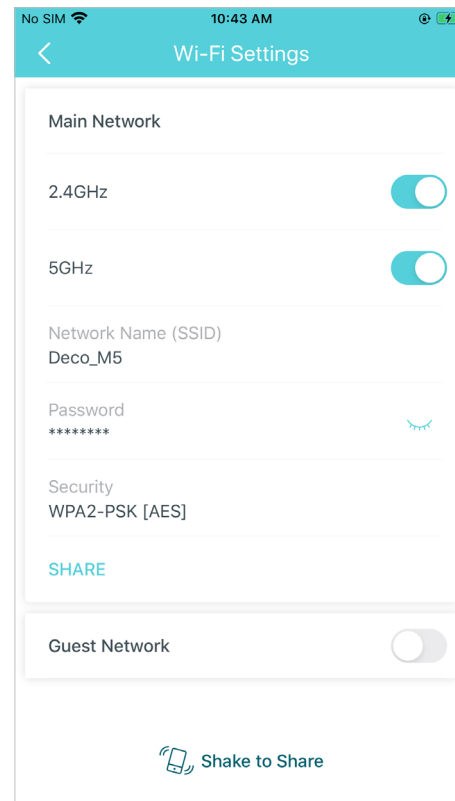 No SIM 10:43 AM
Wi-Fi Settings
Main Network
2.4GHz
5GHz
Network Name (SSID)
Deco_M5
Password
********
Security
WPA2-PSK [AES]
SHARE
Guest Network
Shake to Share